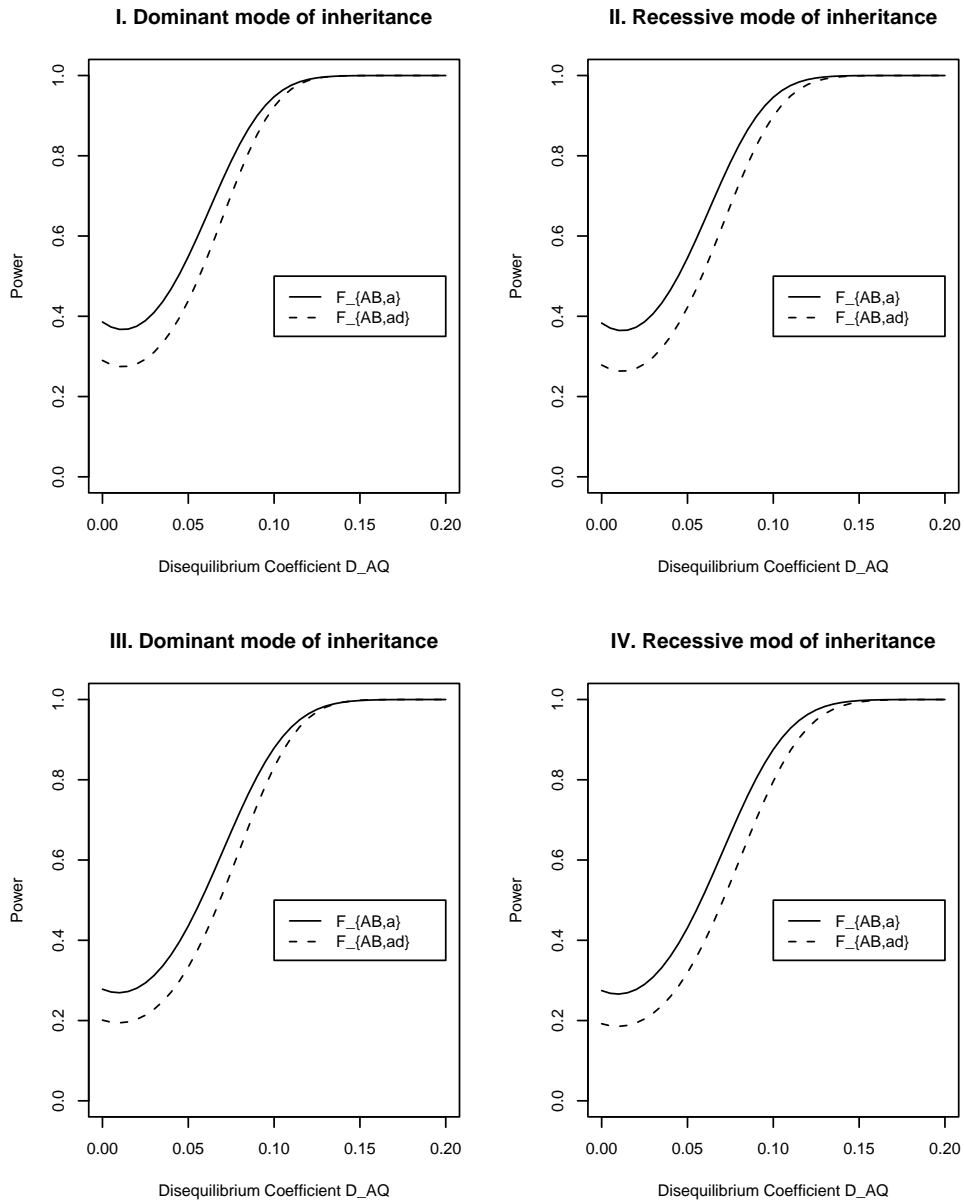 I. Dominant mode of inheritance
Power
0.0 0.2 0.4 0.6 0.8 1.0
F_{AB,a}
F_{AB,ad}
0.00 0.05 0.10 0.15 0.20
Disequilibrium Coefficient D_AQ
II. Recessive mode of inheritance
Power
0.0 0.2 0.4 0.6 0.8 1.0
F_{AB,a}
F_{AB,ad}
0.00 0.05 0.10 0.15 0.20
Disequilibrium Coefficient D_AQ
III. Dominant mode of inheritance
Power
0.0 0.2 0.4 0.6 0.8 1.0
F_{AB,a}
F_{AB,ad}
0.00 0.05 0.10 0.15 0.20
Disequilibrium Coefficient D_AQ
IV. Recessive mod of inheritance
Power
0.0 0.2 0.4 0.6 0.8 1.0
F_{AB,a}
F_{AB,ad}
0.00 0.05 0.10 0.15 0.20
Disequilibrium Coefficient D_AQ